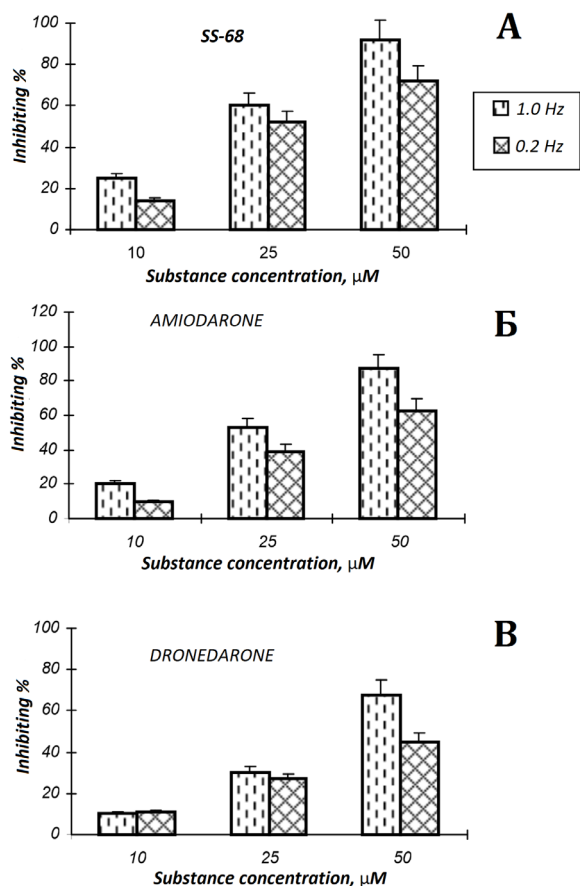 SS-68
А
Inhibiting %
100
80
60
40
20
0
10 25 50
Substance concentration, µM
1.0 Hz
0.2 Hz
AMIODARONE
Б
Inhibiting %
120
100
80
60
40
20
0
10 25 50
Substance concentration, µM
DRONEDARONE
В
Inhibiting %
100
80
60
40
20
0
10 25 50
Substance concentration, µM